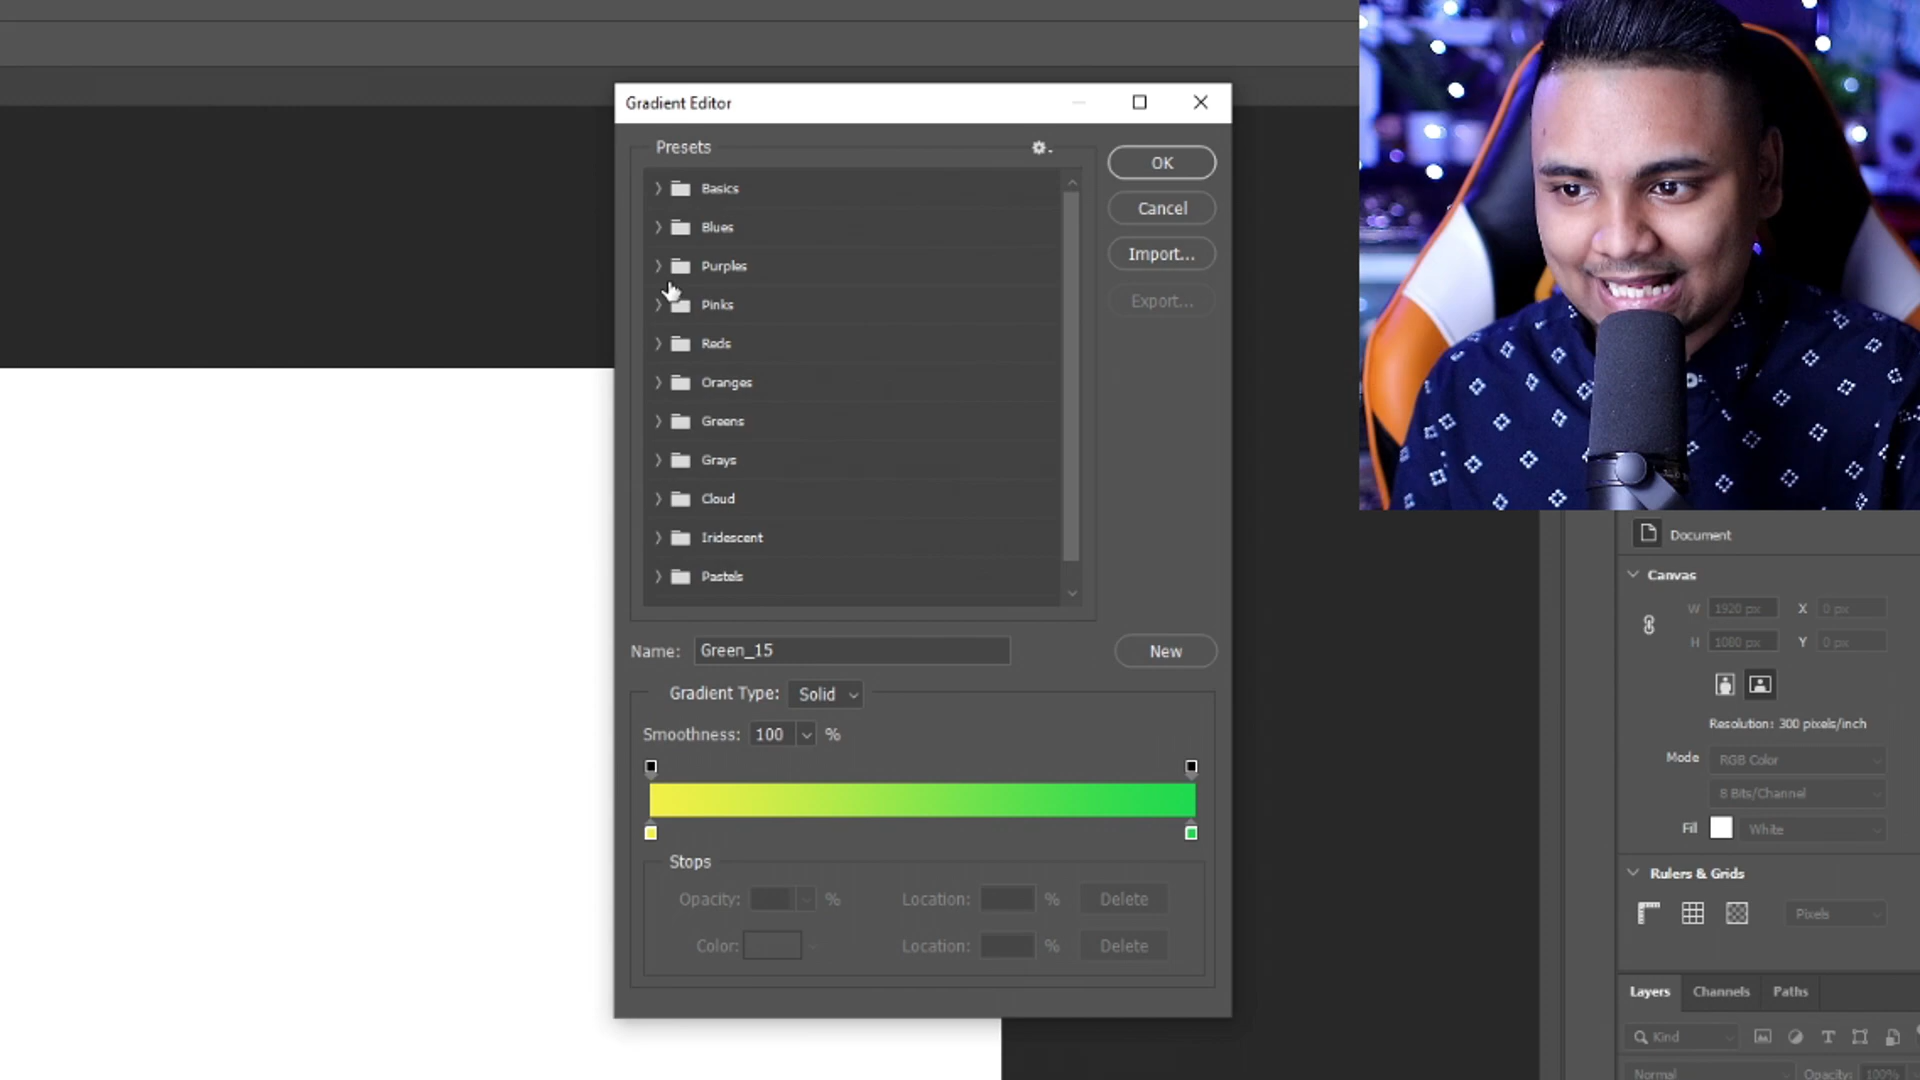 Gradient Editor
Presets
Basics
Blues
Purples
Pinks
Reds
Oranges
Greens
Grays
Cloud
Iridescent
Pastels
OK
Cancel
Import...
Export...
Name: Green_15
New
Gradient Type: Solid
Smoothness: 100 %
Stops
Opacity: % Location: % Delete
Color: Location: % Delete
Document
Canvas
W 1920 px X 0 px
H 1080 px Y 0 px
Resolution: 300 pixels/inch
Mode RGB Color
8 Bits/Channel
Fill White
Rulers & Grids
Pixels
Layers Channels Paths
Kind
Normal Opacity: 100%